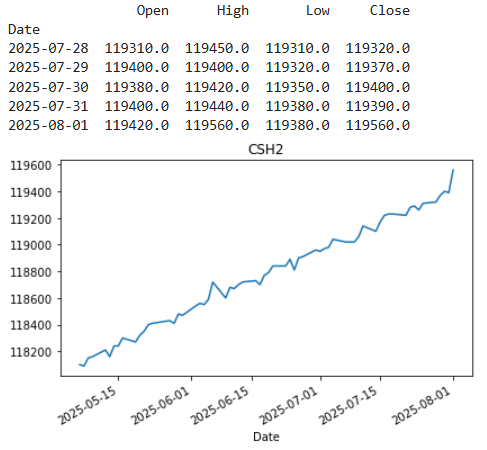 Open High Low Close
Date
2025-07-28 119310.0 119450.0 119310.0 119320.0
2025-07-29 119400.0 119400.0 119320.0 119370.0
2025-07-30 119380.0 119420.0 119350.0 119400.0
2025-07-31 119400.0 119440.0 119380.0 119390.0
2025-08-01 119420.0 119560.0 119380.0 119560.0
CSH2
119600
119400
119200
119000
118800
118600
118400
118200
2025-05-15 2025-06-01 2025-06-15 2025-07-01 2025-07-15 2025-08-01
Date